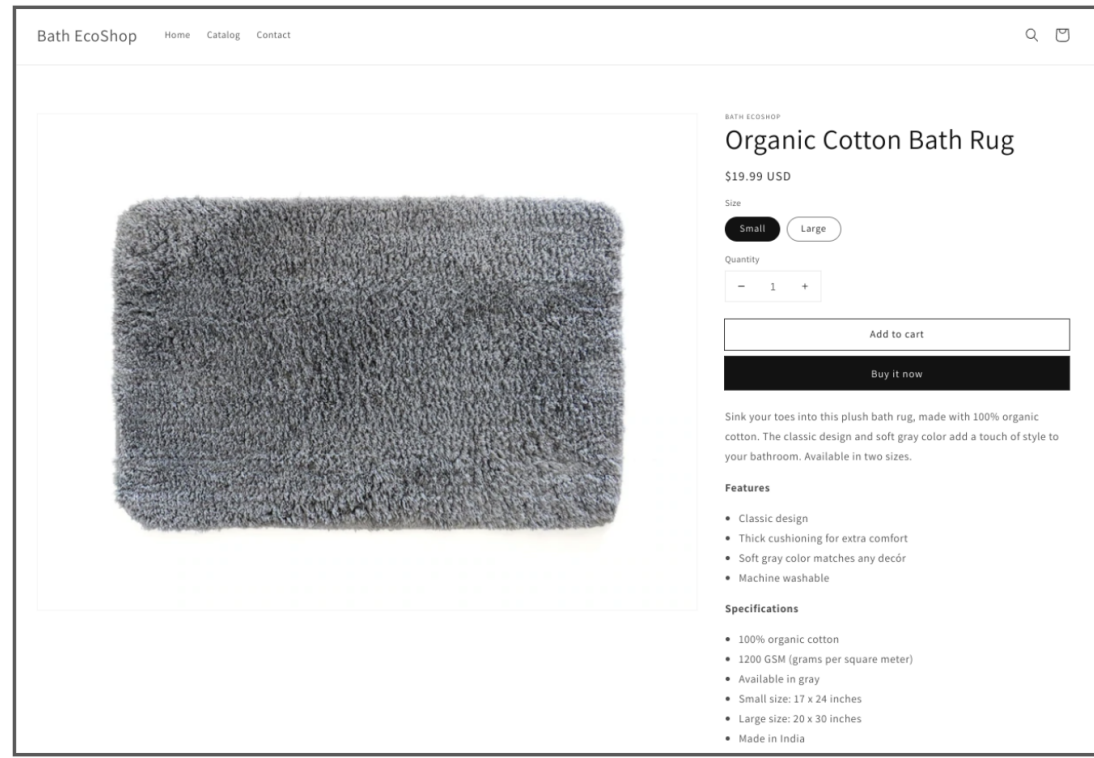 Bath EcoShop
Home
Catalog
Contact
BATH ECOSHOP
Organic Cotton Bath Rug
$19.99 USD
Size
Small
Large
Quantity
− 1 +
Add to cart
Buy it now
Sink your toes into this plush bath rug, made with 100% organic
cotton. The classic design and soft gray color add a touch of style to
your bathroom. Available in two sizes.
Features
• Classic design
• Thick cushioning for extra comfort
• Soft gray color matches any decór
• Machine washable
Specifications
• 100% organic cotton
• 1200 GSM (grams per square meter)
• Available in gray
• Small size: 17 x 24 inches
• Large size: 20 x 30 inches
• Made in India